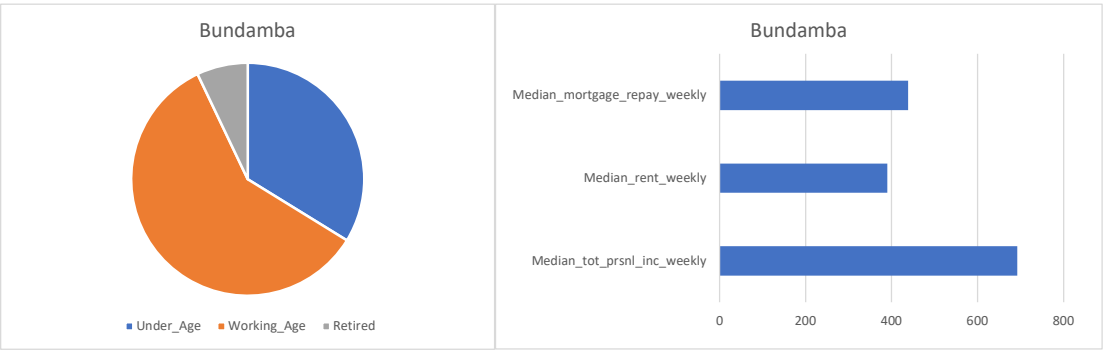 Bundamba
Under_Age Working_Age Retired
Bundamba
Median_mortgage_repay_weekly
Median_rent_weekly
Median_tot_prsnl_inc_weekly
0 200 400 600 800